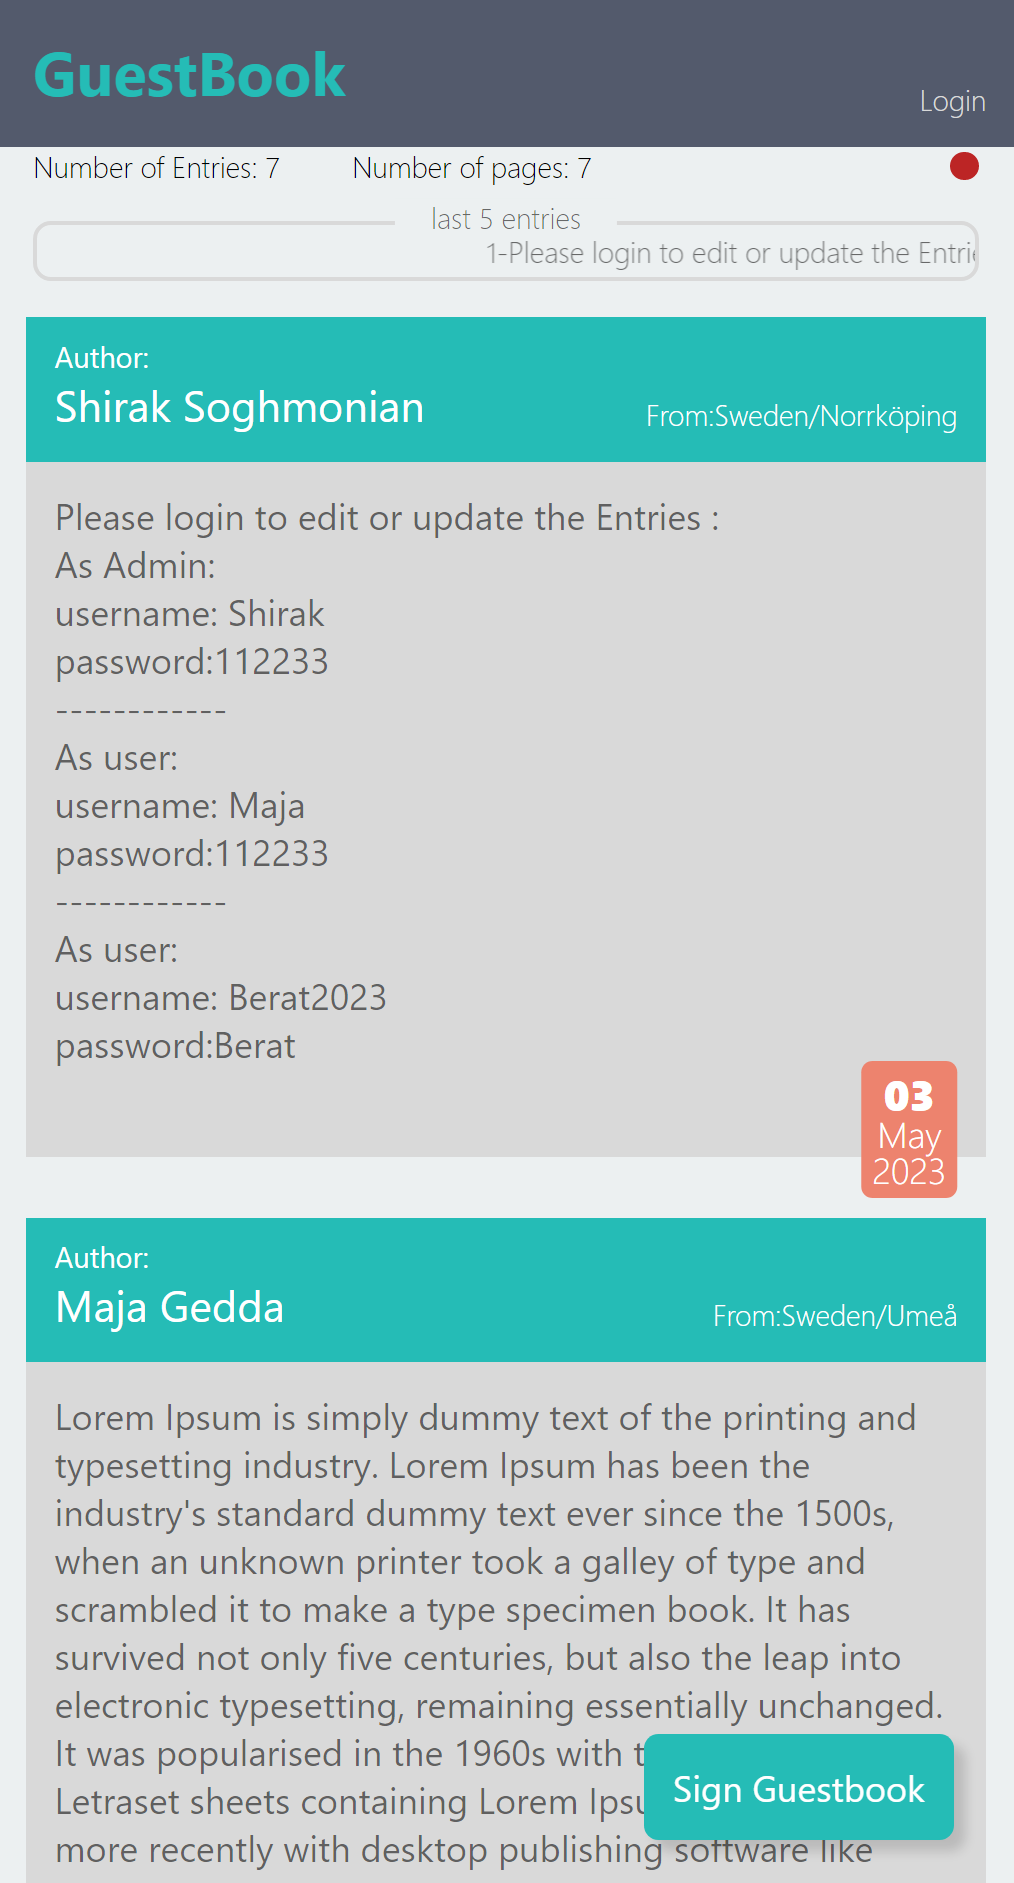 GuestBook
Login
Number of Entries: 7 Number of pages: 7
last 5 entries
1-Please login to edit or update the
Author:
Shirak Soghmonian
From:Sweden/Norrköping
Please login to edit or update the Entries :
As Admin:
username: Shirak
password:112233
------------
As user:
username: Maja
password:112233
------------
As user:
username: Berat2023
password:Berat
03
May
2023
Author:
Maja Gedda
From:Sweden/Umeå
Lorem Ipsum is simply dummy text of the printing and
typesetting industry. Lorem Ipsum has been the
industry's standard dummy text ever since the 1500s,
when an unknown printer took a galley of type and
scrambled it to make a type specimen book. It has
survived not only five centuries, but also the leap into
electronic typesetting, remaining essentially unchanged.
It was popularised in the 1960s with
Letraset sheets containing Lorem
more recently with desktop publishing software like
Sign Guestbook